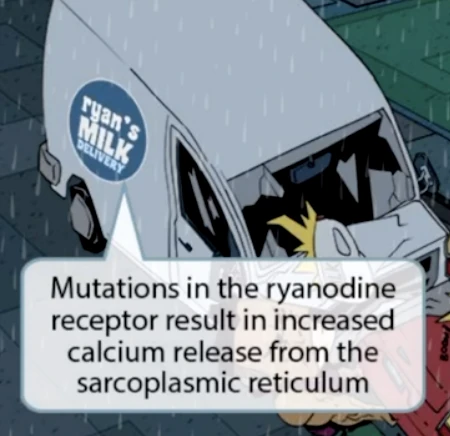 ryan's
MILK
DELIVERY
Mutations in the ryanodine
receptor result in increased
calcium release from the
sarcoplasmic reticulum